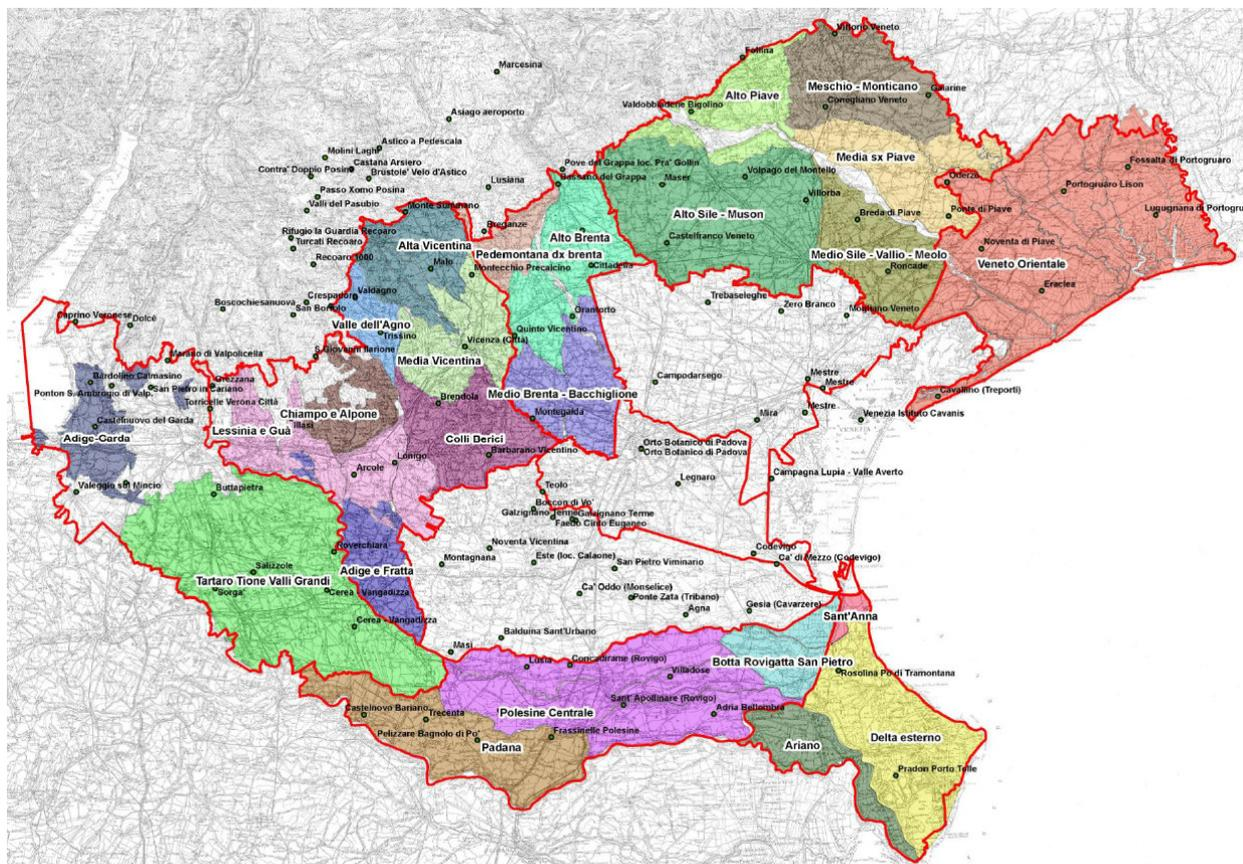 Vittorio Veneto
Follina
Marcesina
Alto Piave
Meschio - Monticano
Gaiarine
Valdobbiadene Bigolino
Conegliano Veneto
Asiago aeroporto
Astico a Pedescala
Molini Laghi
Castana Arsiero
Contra' Doppio Posina
Brustole' Velo d'Astico
Pove del Grappa loc. Pra' Gollin
Bassano del Grappa
Media sx Piave
Fossalta di Portogruaro
Volpago del Montello
Maser
Lusiana
Oderzo
Portogruaro Lison
Passo Xomo Posina
Villorba
Valli del Pasubio
Monte Summano
Alto Sile - Muson
Breda di Piave
Ponte di Piave
Lugugnana di Portogru
Breganze
Rifugio la Guardia Recoaro
Turcati Recoaro
Alta Vicentina
Alto Brenta
Castelfranco Veneto
Noventa di Piave
Pedemontana dx brenta
Medio Sile - Vallio - Meolo
Recoaro 1000
Malo
Montecchio Precalcino
Cittadella
Roncade
Veneto Orientale
Eraclea
Valdagno
Crespadoro
Boscochiesanuova
San Bortolo
Trebaseleghe
Zero Branco
Mogliano Veneto
Grantorto
Caprino Veronese
Dolcè
Valle dell'Agno
Trissino
Quinto Vicentino
Vicenza (Città)
Marano di Valpolicella
S.Giovanni Ilarione
Media Vicentina
Bardolino Calmasino
San Pietro in Cariano
Grezzana
Campodarsego
Mestre
Mestre
Ponton S. Ambrogio di Valp.
Medio Brenta - Bacchiglione
Cavallino (Treporti)
Torricelle Verona Città
Chiampo e Alpone
Brendola
Mestre
Castelnuovo del Garda
Lessinia e Guà
Illasi
Montegalda
Mira
Venezia Istituto Cavanis
Adige-Garda
Colli Berici
Orto Botanico di Padova
Orto Botanico di Padova
Lonigo
Barbarano Vicentino
Arcole
Legnaro
Campagna Lupia - Valle Averto
Valeggio sul Mincio
Buttapietra
Teolo
Boccon di Vo'
Galzignano Terme
Galzignano Terme
Faedo Cinto Euganeo
Roverchiara
Noventa Vicentina
Codevigo
Montagnana
Este (loc. Calaone)
San Pietro Viminario
Ca' di Mezzo (Codevigo)
Adige e Fratta
Salizzole
Tartaro Tione Valli Grandi
Sorga'
Cerea - Vangadizza
Ca' Oddo (Monselice)
Ponte Zata (Tribano)
Agna
Gesia (Cavarzere)
Sant'Anna
Cerea - Vangadizza
Balduina Sant'Urbano
Masi
Lusia
Concadirame (Rovigo)
Villadose
Botta Rovigatta San Pietro
Rosolina Po di Tramontana
Castelnovo Bariano
Trecenta
Polesine Centrale
Sant' Apollinare (Rovigo)
Adria Bellombra
Pelizzare Bagnolo di Po'
Frassinelle Polesine
Padana
Ariano
Delta esterno
Pradon Porto Tolle